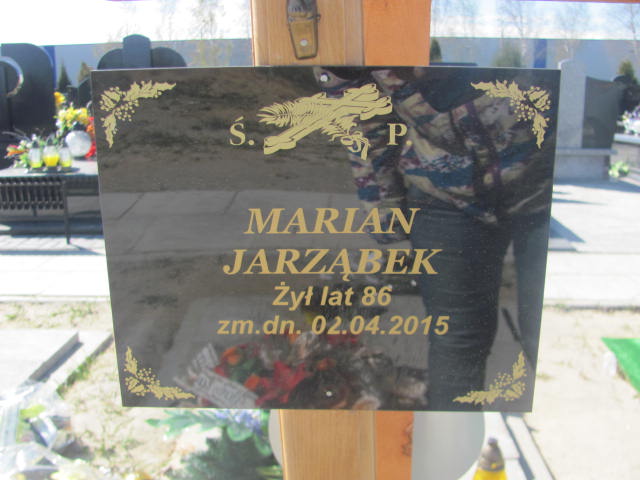 Ś. P.
MARIAN
JARZĄBEK
Żył lat 86
zm.dn. 02.04.2015